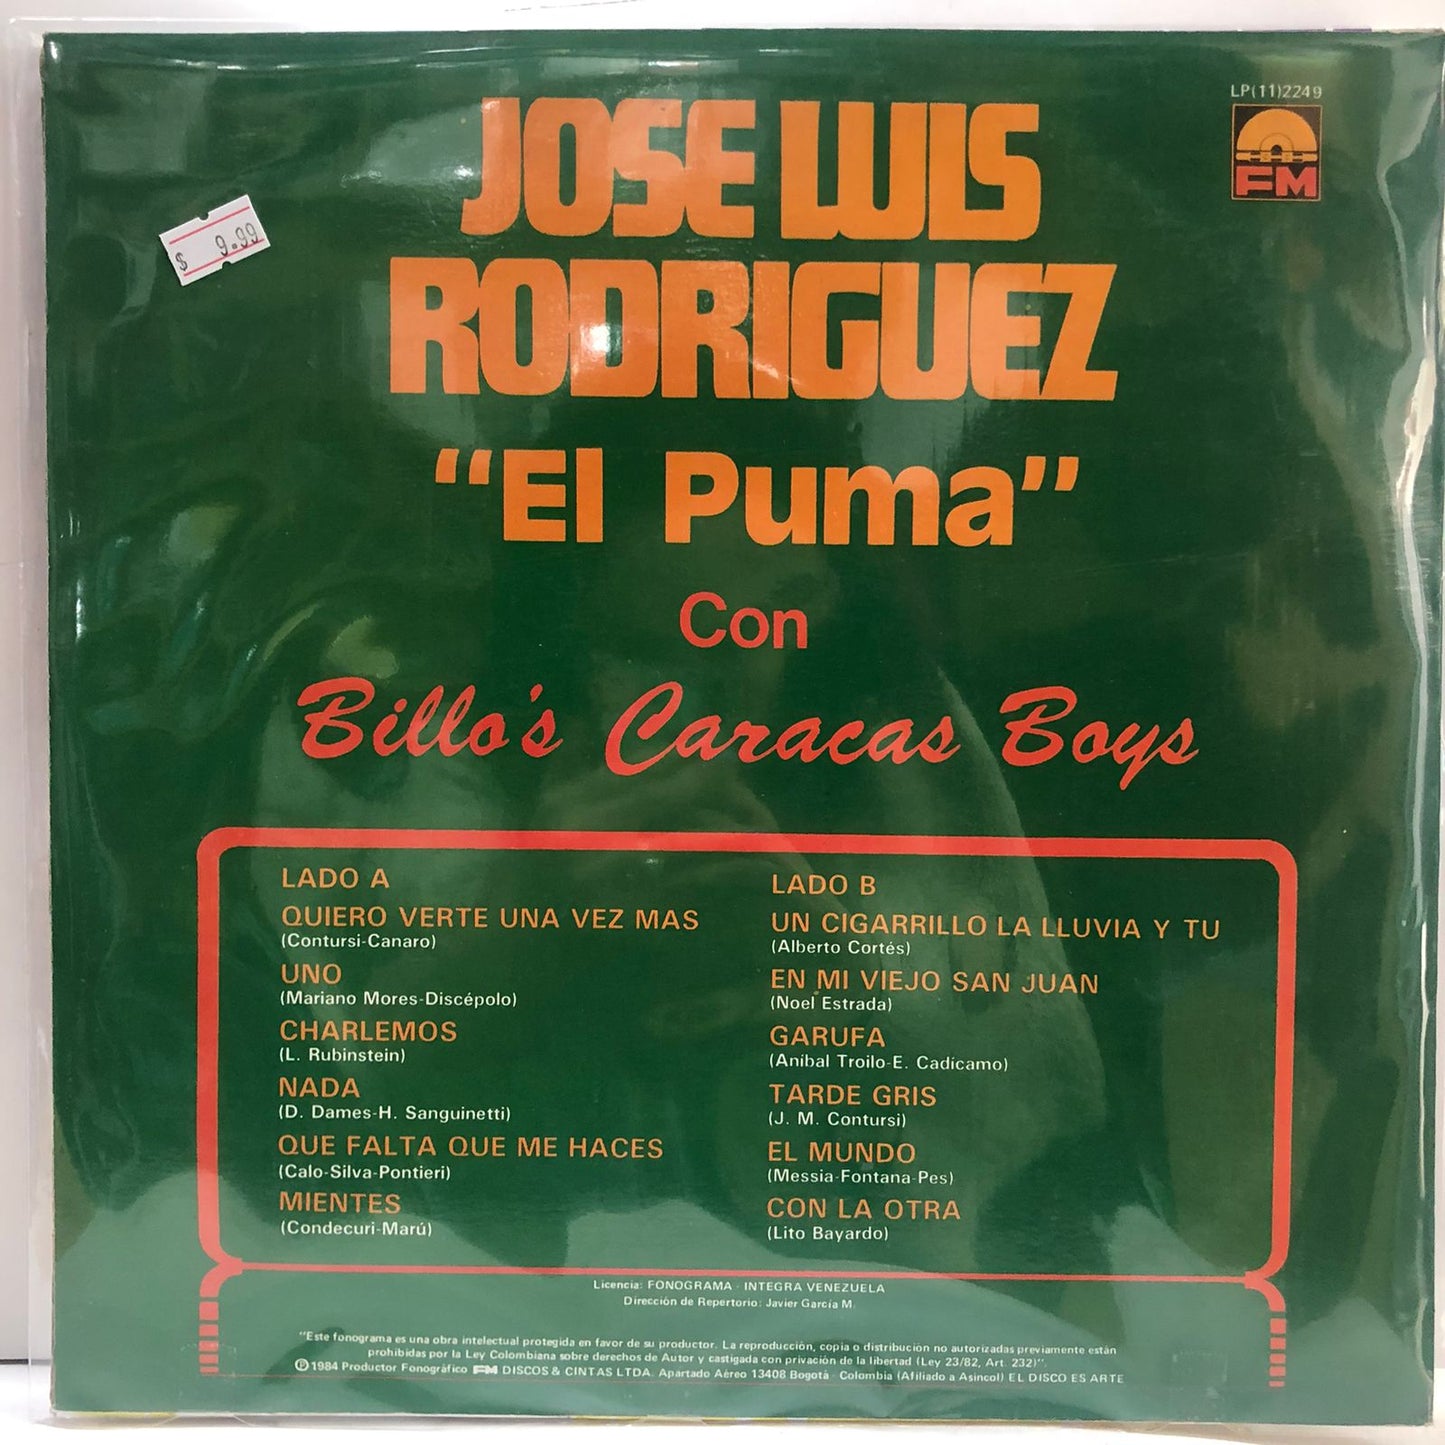 LP(11)2249
FM
JOSE LUIS
RODRIGUEZ
$ 9.99
"El Puma"
Con
Billo's Caracas Boys
LADO A
QUIERO VERTE UNA VEZ MAS
(Contursi-Canaro)
UNO
(Mariano Mores-Discépolo)
CHARLEMOS
(L. Rubinstein)
NADA
(D. Dames-H. Sanguinetti)
QUE FALTA QUE ME HACES
(Calo-Silva-Pontieri)
MIENTES
(Condecuri-Marú)
LADO B
UN CIGARRILLO LA LLUVIA Y TU
(Alberto Cortés)
EN MI VIEJO SAN JUAN
(Noel Estrada)
GARUFA
(Aníbal Troilo-E. Cadícamo)
TARDE GRIS
(J. M. Contursi)
EL MUNDO
(Messia-Fontana-Pes)
CON LA OTRA
(Lito Bayardo)
Licencia: FONOGRAMA - INTEGRA VENEZUELA
Dirección de Repertorio: Javier García M.
"Este fonograma es una obra intelectual protegida en favor de su productor. La reproducción, copia o distribución no autorizadas previamente están
prohibidas por la Ley Colombiana sobre derechos de Autor y castigada con privación de la libertad (Ley 23/82, Art. 232)".
℗1984 Productor Fonográfico FM DISCOS & CINTAS LTDA. Apartado Aéreo 13408 Bogotá - Colombia (Afiliado a Asincol) EL DISCO ES ARTE